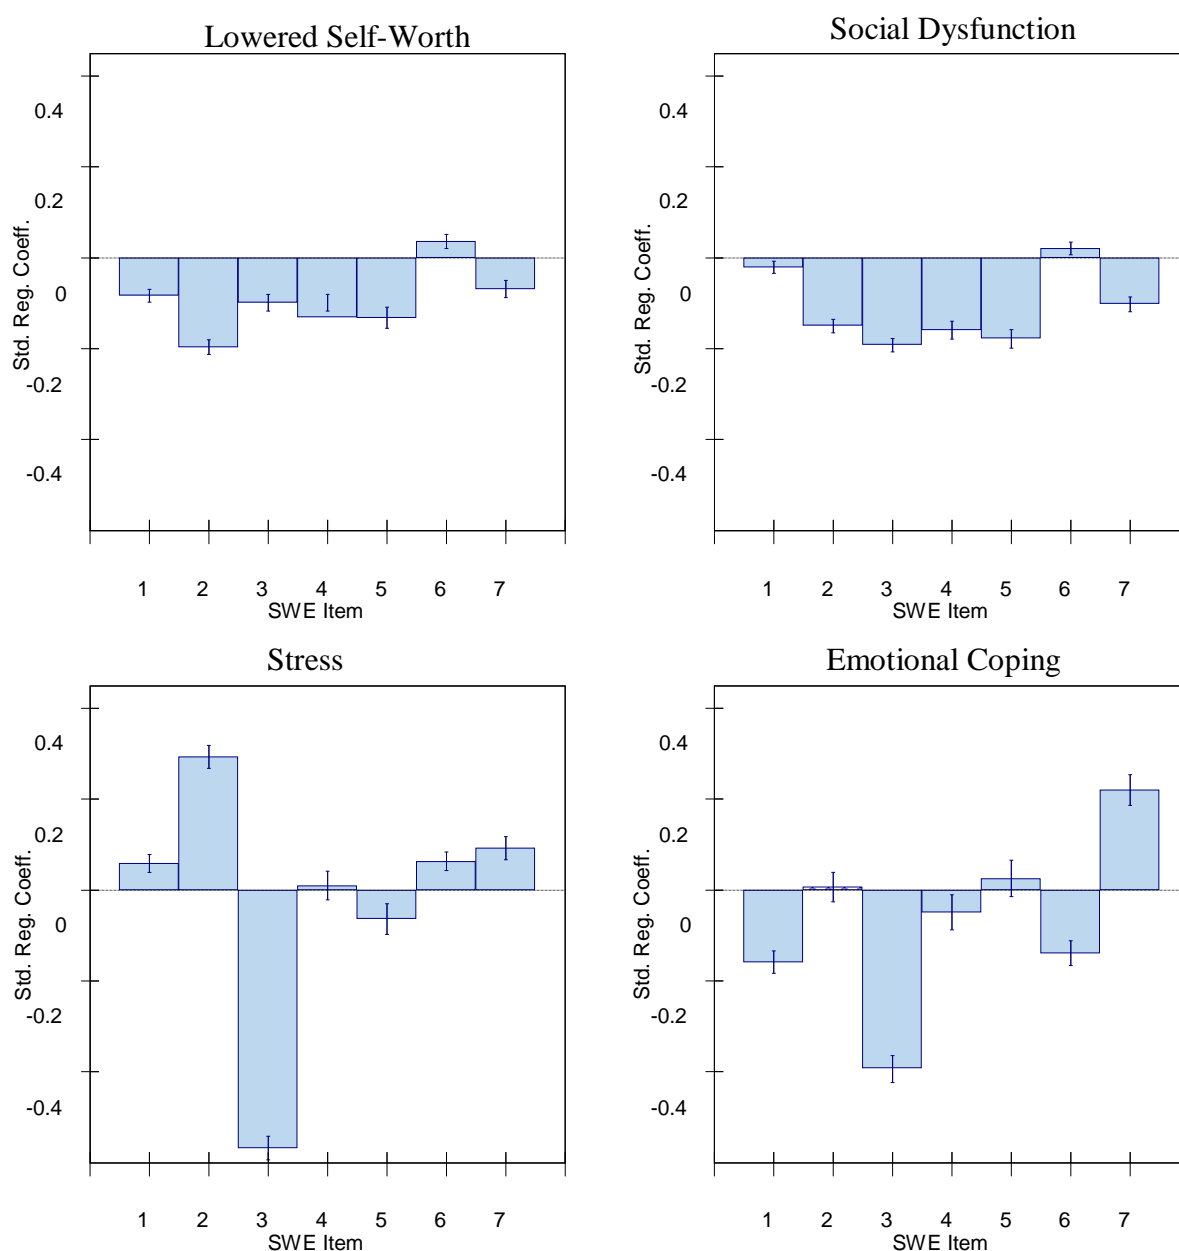 Lowered Self-Worth
Std. Reg. Coeff.
0.4
0.2
0
-0.2
-0.4
1 2 3 4 5 6 7
SWE Item
Social Dysfunction
Std. Reg. Coeff.
0.4
0.2
0
-0.2
-0.4
1 2 3 4 5 6 7
SWE Item
Stress
Std. Reg. Coeff.
0.4
0.2
0
-0.2
-0.4
1 2 3 4 5 6 7
SWE Item
Emotional Coping
Std. Reg. Coeff.
0.4
0.2
0
-0.2
-0.4
1 2 3 4 5 6 7
SWE Item